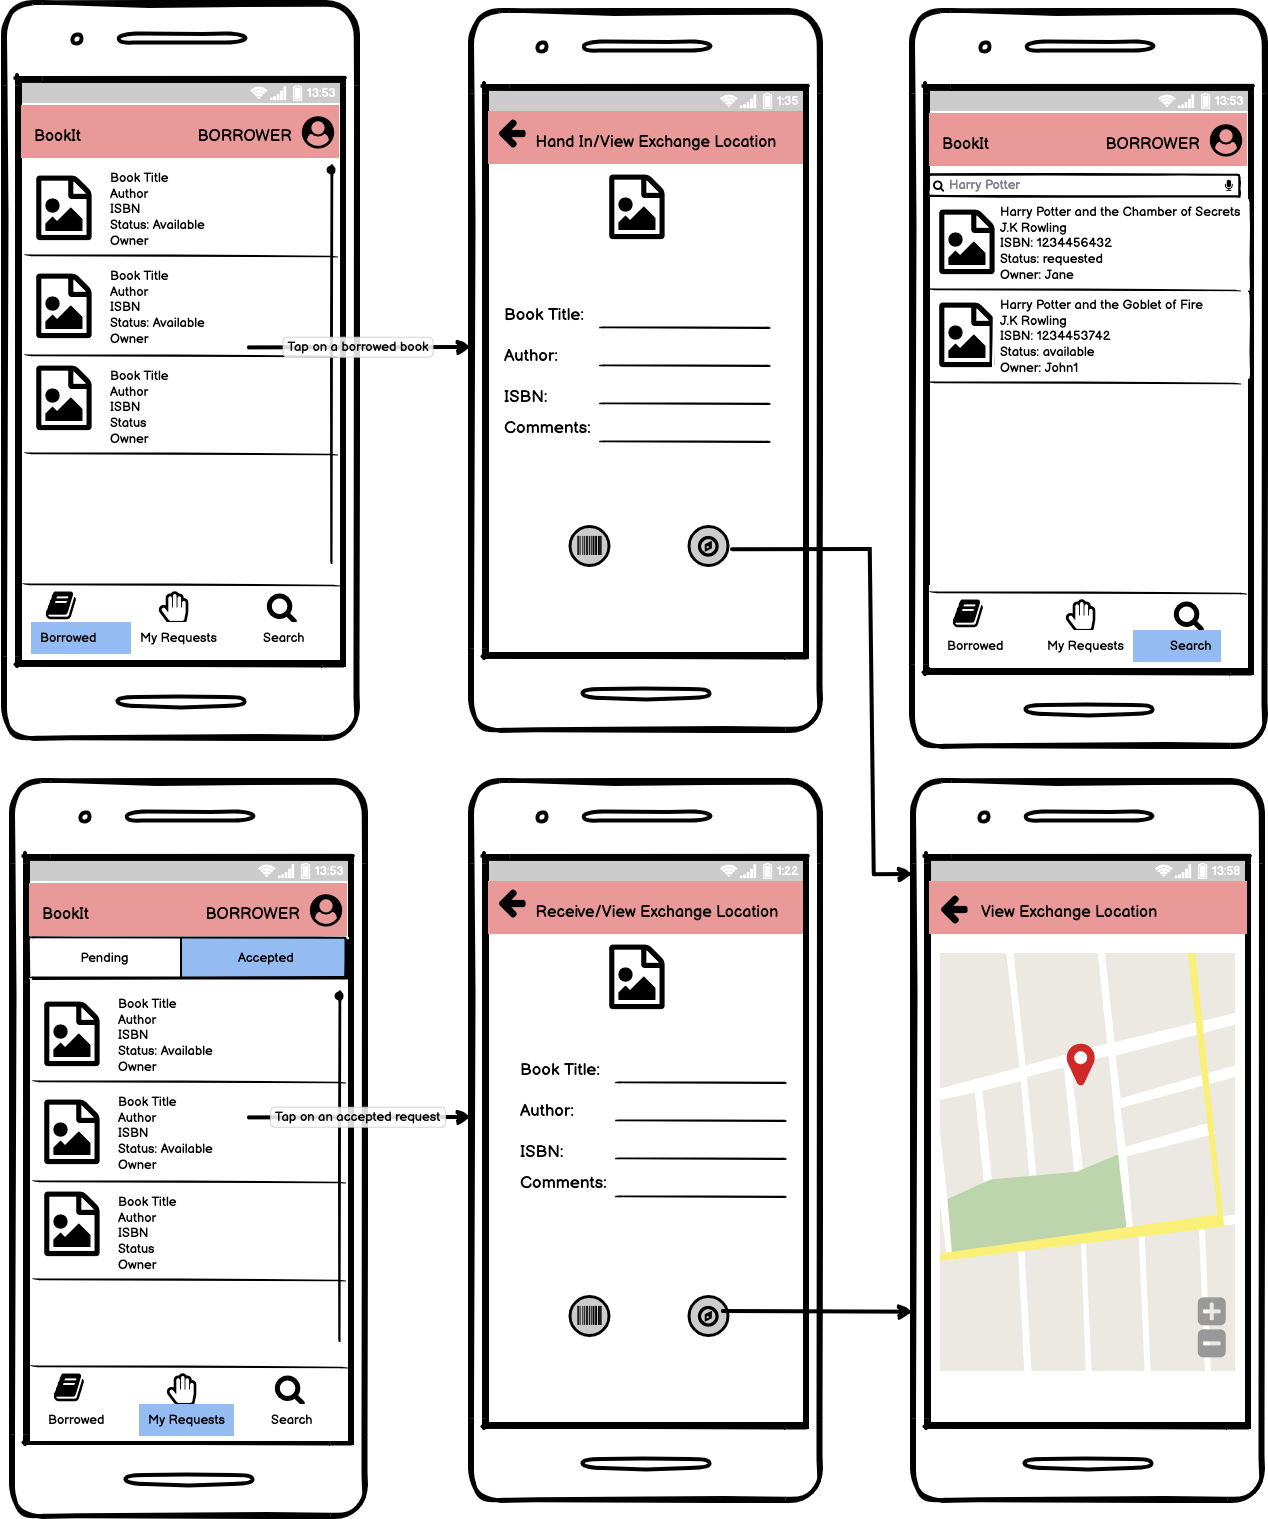 13:53
BookIt
BORROWER
Book Title
Author
ISBN
Status: Available
Owner
Book Title
Author
ISBN
Status: Available
Owner
Book Title
Author
ISBN
Status
Owner
Borrowed
My Requests
Search
Tap on a borrowed book
1:35
Hand In/View Exchange Location
Book Title:
Author:
ISBN:
Comments:
13:53
BookIt
BORROWER
Harry Potter
Harry Potter and the Chamber of Secrets
J.K Rowling
ISBN: 1234456432
Status: requested
Owner: Jane
Harry Potter and the Goblet of Fire
J.K Rowling
ISBN: 1234453742
Status: available
Owner: John1
Borrowed
My Requests
Search
13:53
BookIt
BORROWER
Pending
Accepted
Book Title
Author
ISBN
Status: Available
Owner
Book Title
Author
ISBN
Status: Available
Owner
Book Title
Author
ISBN
Status
Owner
Borrowed
My Requests
Search
Tap on an accepted request
1:22
Receive/View Exchange Location
Book Title:
Author:
ISBN:
Comments:
13:58
View Exchange Location